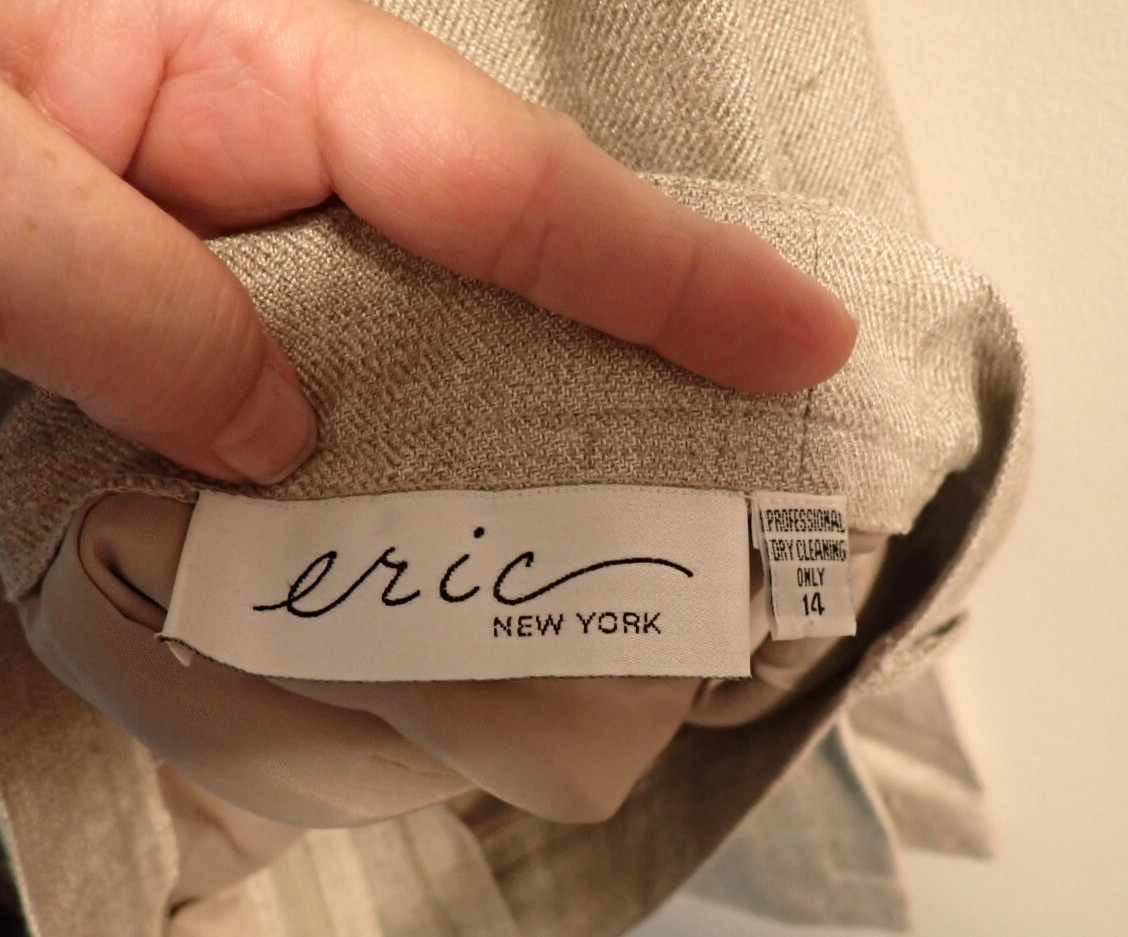 eric
NEW YORK
PROFESSIONAL
DRY CLEANING
ONLY
14